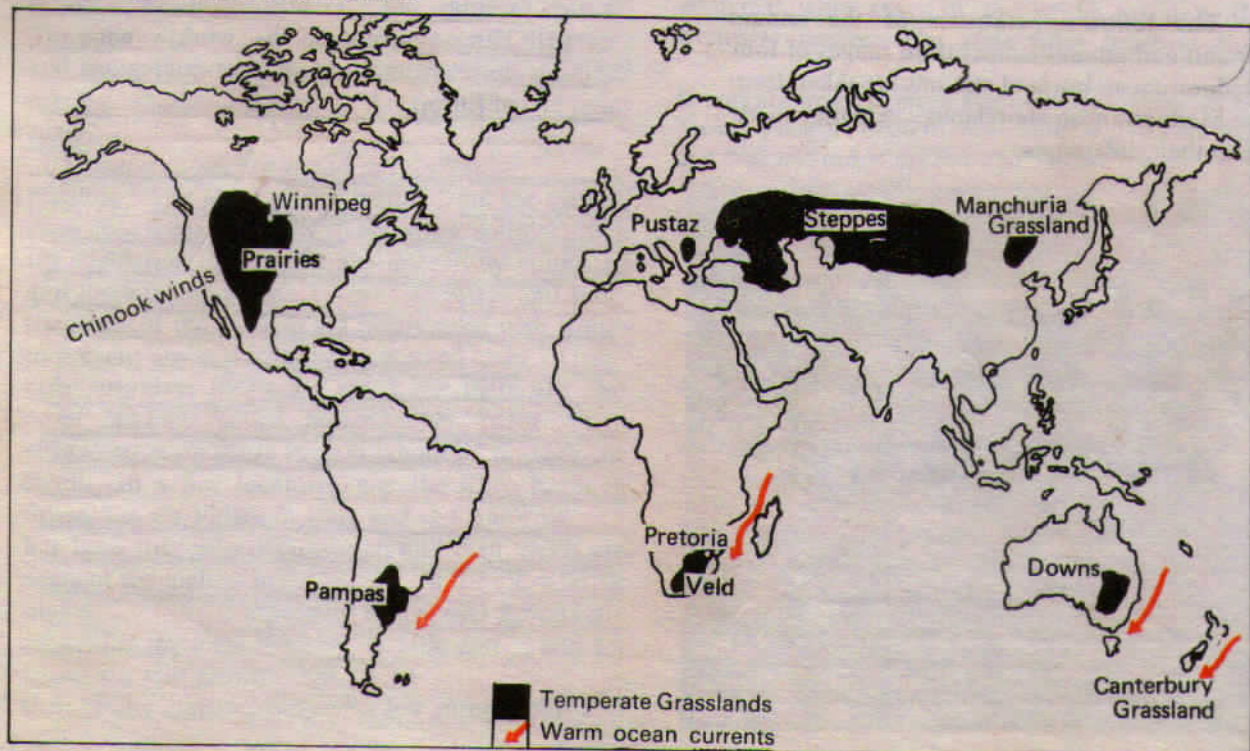 Winnipeg
Prairies
Chinook winds
Pustaz
Steppes
Manchuria
Grassland
Pampas
Pretoria
Veld
Downs
Canterbury
Grassland
Temperate Grasslands
Warm ocean currents